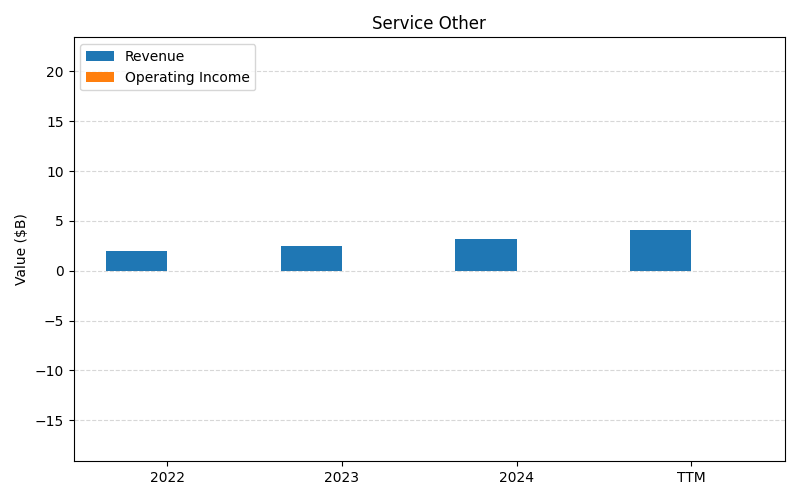 Service Other
Revenue
Operating Income
Value ($B)
20
15
10
5
0
−5
−10
−15
2022
2023
2024
TTM